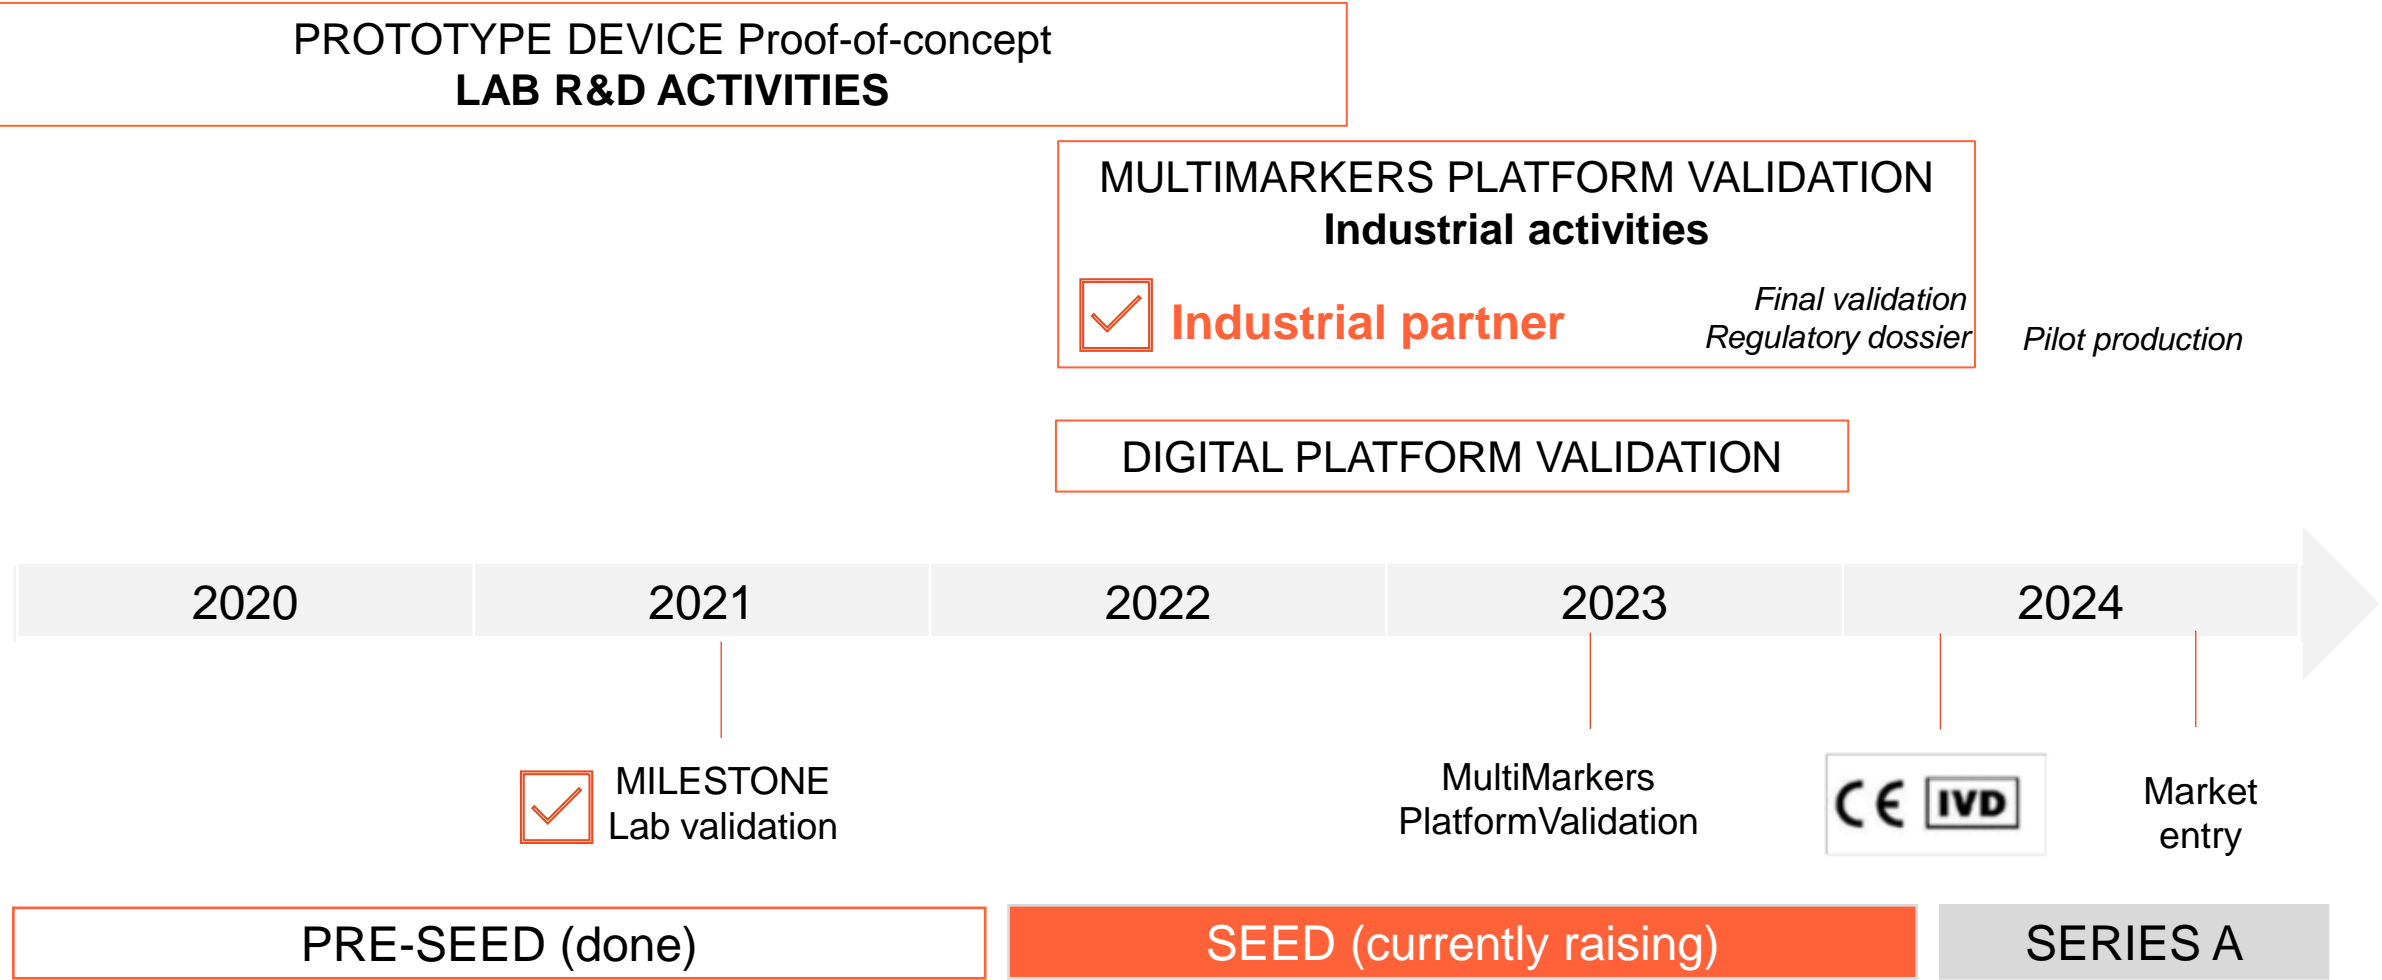 PROTOTYPE DEVICE Proof-of-concept
LAB R&D ACTIVITIES
MULTIMARKERS PLATFORM VALIDATION
Industrial activities
Industrial partner
Final validation
Regulatory dossier
Pilot production
DIGITAL PLATFORM VALIDATION
2020
2021
2022
2023
2024
MILESTONE
Lab validation
MultiMarkers
PlatformValidation
CE IVD
Market
entry
PRE-SEED (done)
SEED (currently raising)
SERIES A